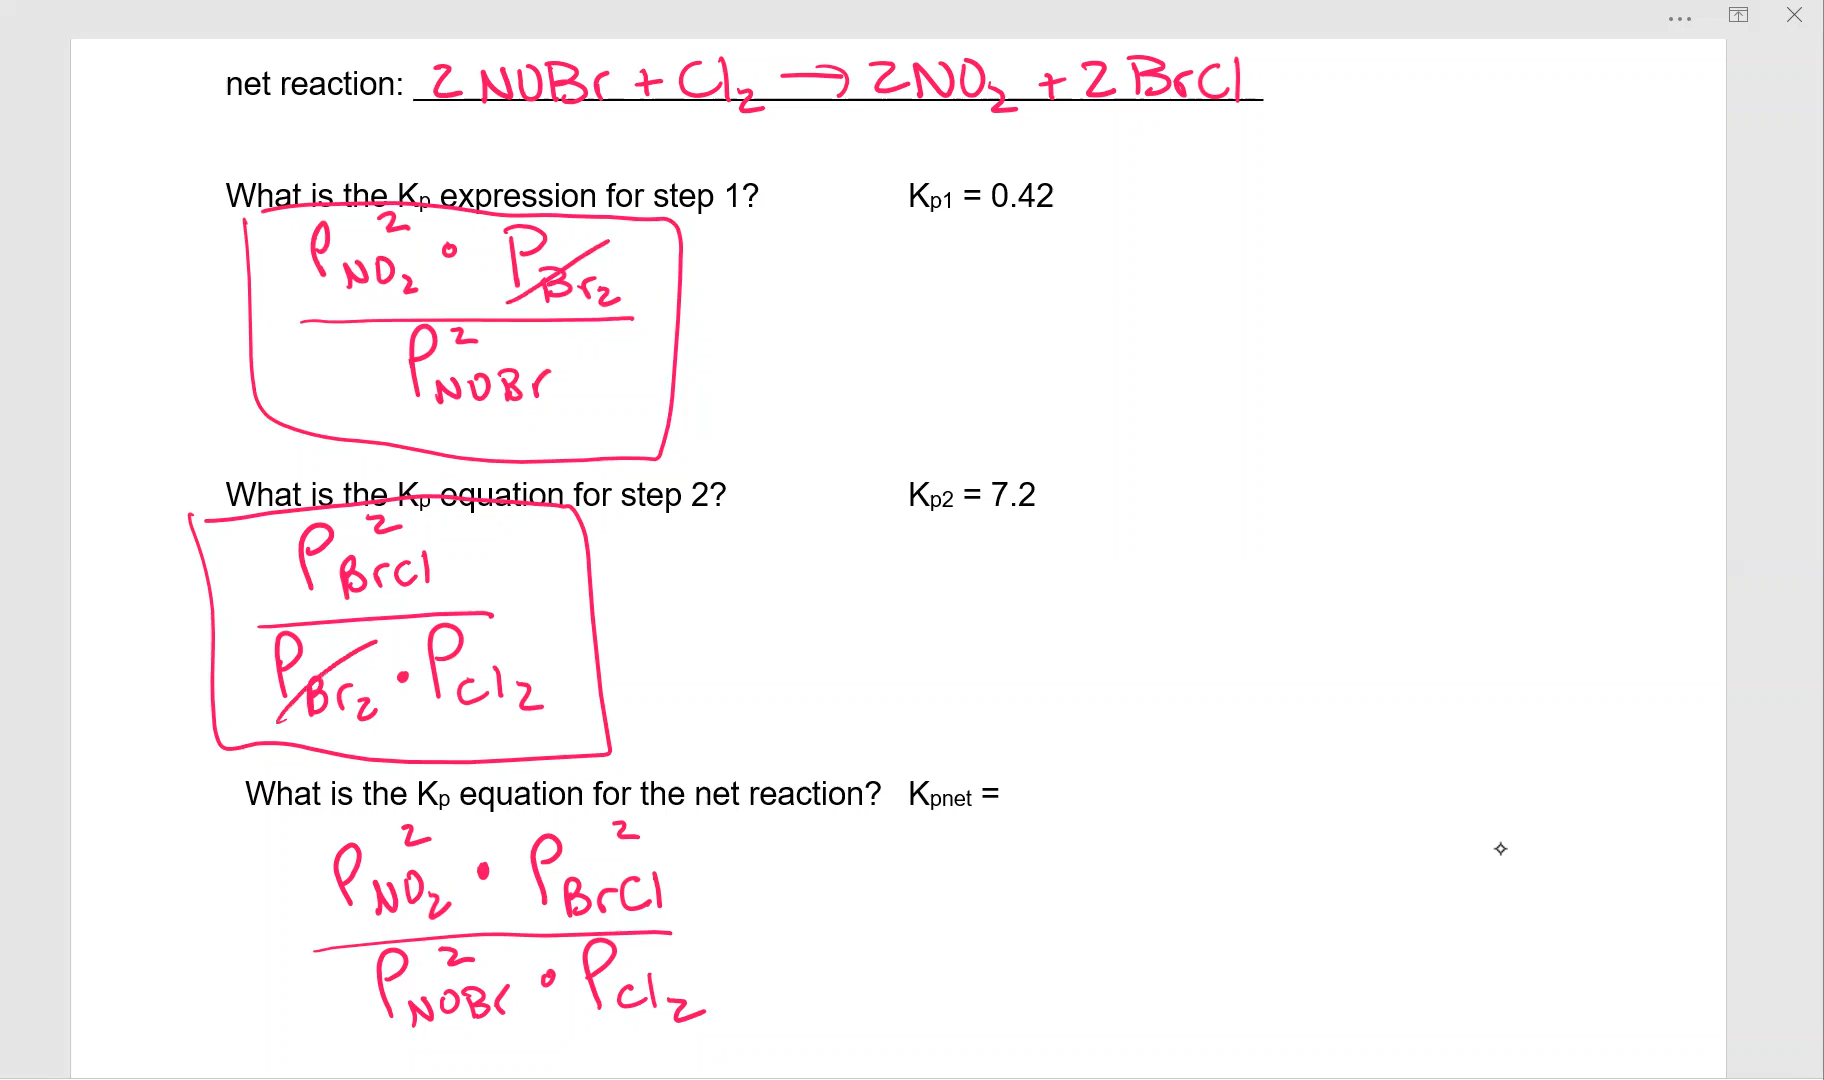 net reaction: 2 NOBr + Cl₂ → 2NO₂ + 2 BrCl
What is the Kp expression for step 1? Kp1 = 0.42
P²NO₂ • PBr₂
P²NOBr
What is the Kp equation for step 2? Kp2 = 7.2
P²BrCl
PBr₂ • PCl₂
What is the Kp equation for the net reaction? Kpnet =
P²NO₂ • P²BrCl
P²NOBr • PCl₂